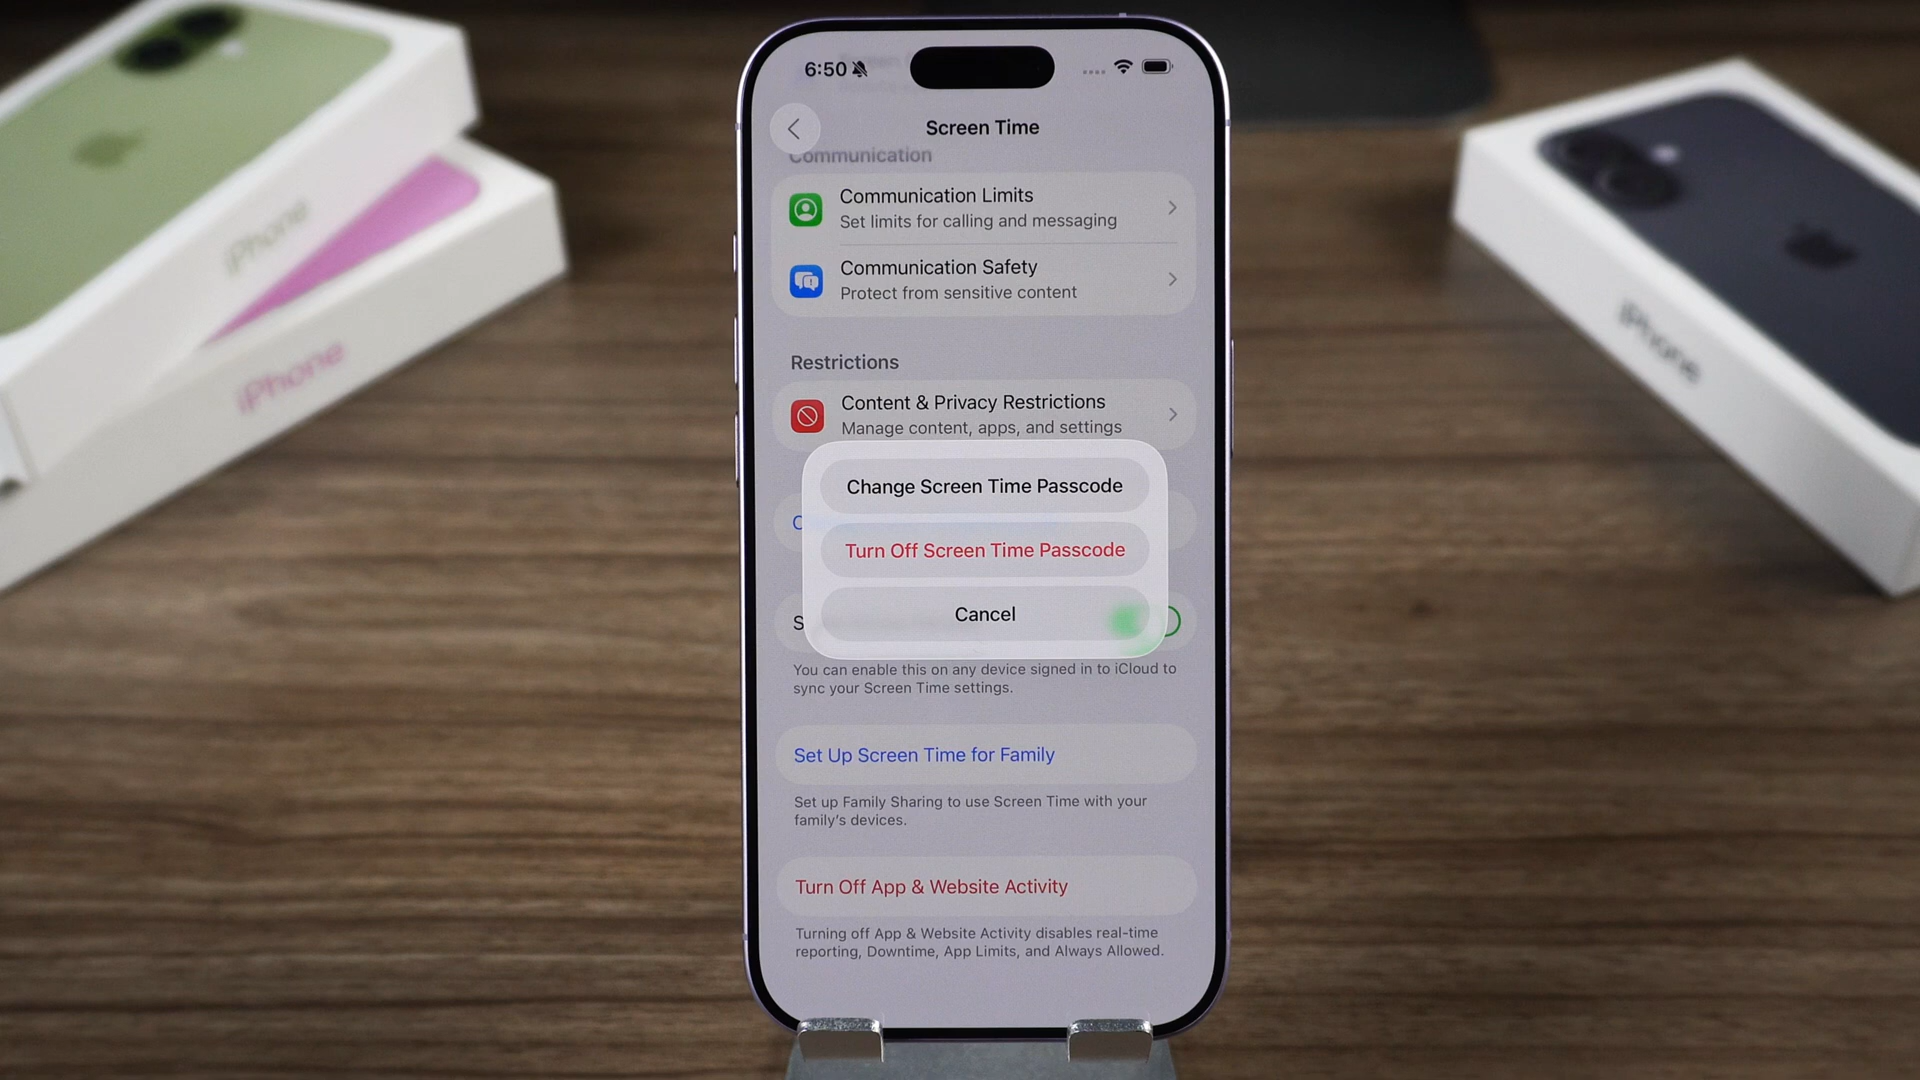 6:50
Screen Time
Communication
Communication Limits
Set limits for calling and messaging
Communication Safety
Protect from sensitive content
Restrictions
Content & Privacy Restrictions
Manage content, apps, and settings
Change Screen Time Passcode
Turn Off Screen Time Passcode
Cancel
You can enable this on any device signed in to iCloud to
sync your Screen Time settings.
Set Up Screen Time for Family
Set up Family Sharing to use Screen Time with your
family's devices.
Turn Off App & Website Activity
Turning off App & Website Activity disables real-time
reporting, Downtime, App Limits, and Always Allowed.
iPhone
iPhone
iPhone